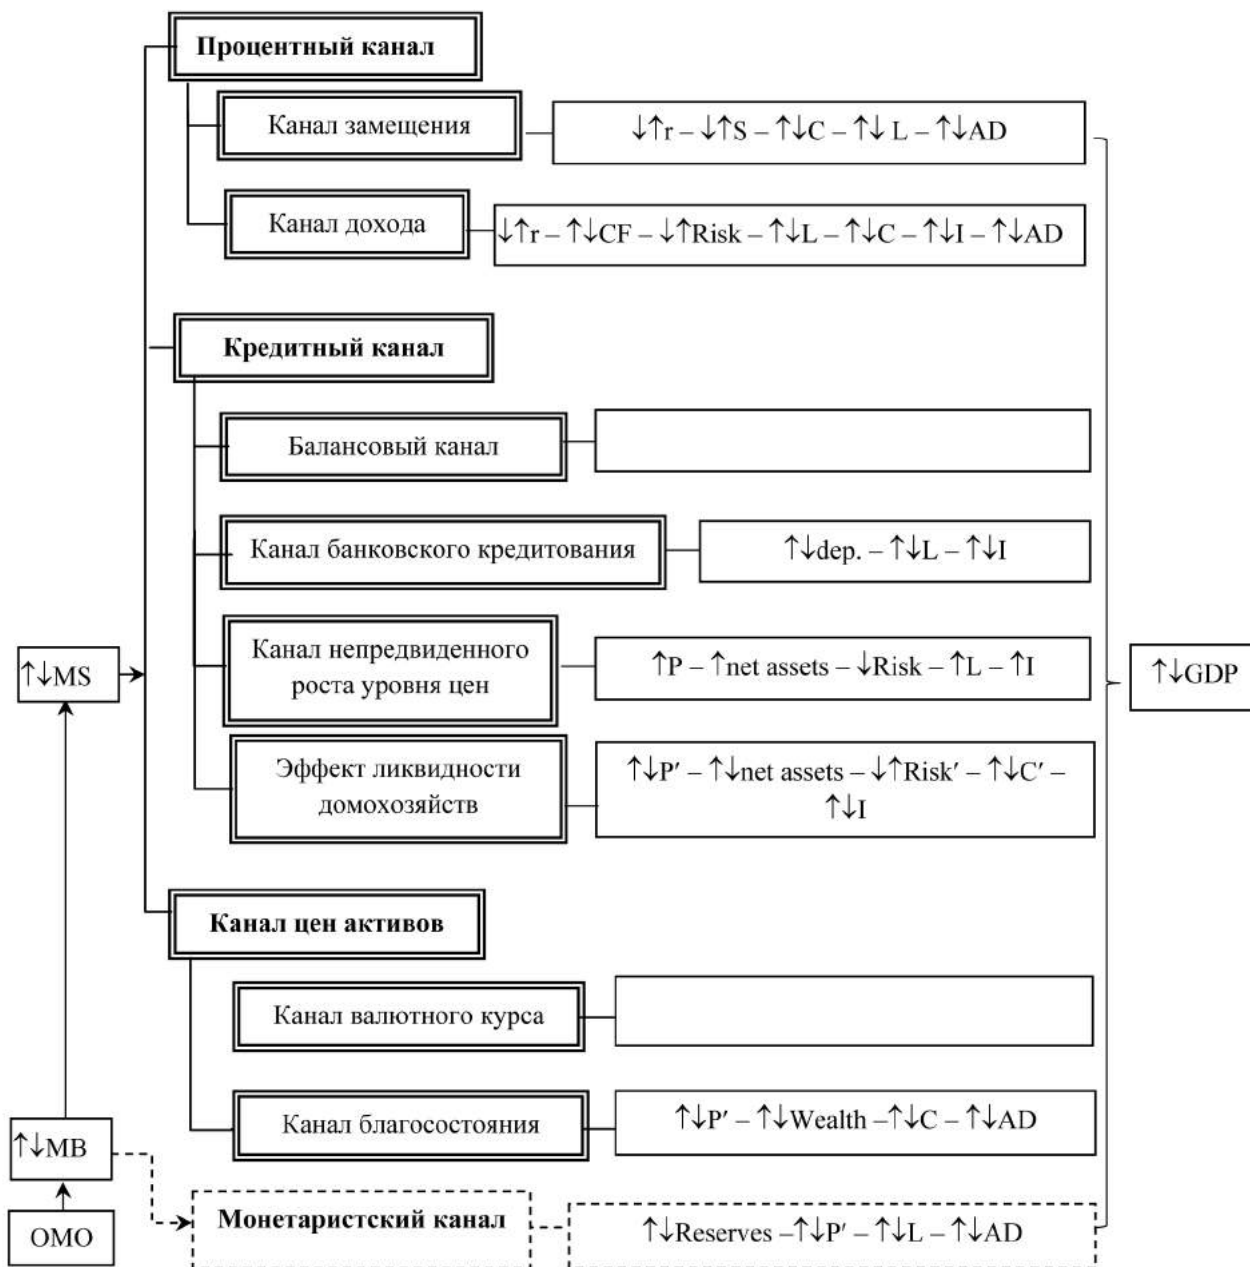 Процентный канал
Канал замещения
↓↑r – ↓↑S – ↑↓C – ↑↓ L – ↑↓AD
Канал дохода
↓↑r – ↑↓CF – ↓↑Risk – ↑↓L – ↑↓C – ↑↓I – ↑↓AD
Кредитный канал
Балансовый канал
Канал банковского кредитования
↑↓dep. – ↑↓L – ↑↓I
Канал непредвиденного
роста уровня цен
↑P – ↑net assets – ↓Risk – ↑L – ↑I
↑↓MS
↑↓GDP
Эффект ликвидности
домохозяйств
↑↓P′ – ↑↓net assets – ↓↑Risk′ – ↑↓C′ –
↑↓I
Канал цен активов
Канал валютного курса
Канал благосостояния
↑↓P′ – ↑↓Wealth –↑↓C – ↑↓AD
↑↓MB
Монетаристский канал
↑↓Reserves –↑↓P′ – ↑↓L – ↑↓AD
OMO